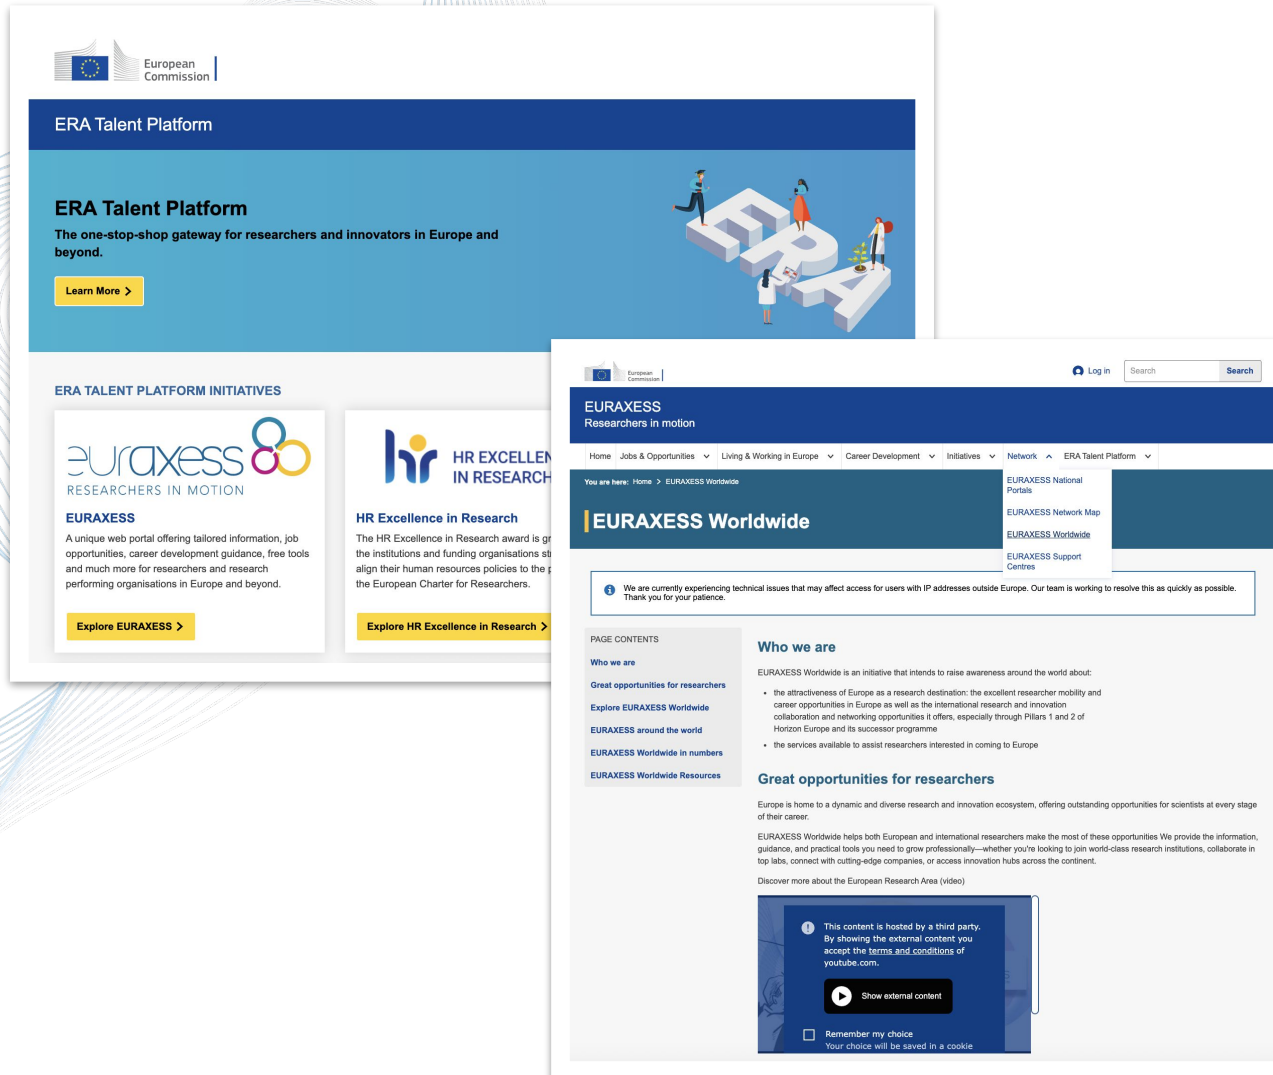 European
Commission
ERA Talent Platform
ERA Talent Platform
The one-stop-shop gateway for researchers and innovators in Europe and
beyond.
Learn More
ERA
ERA TALENT PLATFORM INITIATIVES
euraxess
RESEARCHERS IN MOTION
EURAXESS
A unique web portal offering tailored information, job
opportunities, career development guidance, free tools
and much more for researchers and research
performing organisations in Europe and beyond.
Explore EURAXESS
hr HR EXCELLEN
IN RESEARCH
HR Excellence in Research
The HR Excellence in Research award is gr
the institutions and funding organisations st
align their human resources policies to the p
the European Charter for Researchers.
Explore HR Excellence in Research
European
Commission
Log in
Search
Search
EURAXESS
Researchers in motion
Home Jobs & Opportunities Living & Working in Europe Career Development Initiatives Network ERA Talent Platform
EURAXESS National
Portals
EURAXESS Network Map
EURAXESS Worldwide
EURAXESS Support
Centres
You are here: Home > EURAXESS Worldwide
EURAXESS Worldwide
We are currently experiencing technical issues that may affect access for users with IP addresses outside Europe. Our team is working to resolve this as quickly as possible.
Thank you for your patience.
PAGE CONTENTS
Who we are
Great opportunities for researchers
Explore EURAXESS Worldwide
EURAXESS around the world
EURAXESS Worldwide in numbers
EURAXESS Worldwide Resources
Who we are
EURAXESS Worldwide is an initiative that intends to raise awareness around the world about:
• the attractiveness of Europe as a research destination: the excellent researcher mobility and
career opportunities in Europe as well as the international research and innovation
collaboration and networking opportunities it offers, especially through Pillars 1 and 2 of
Horizon Europe and its successor programme
• the services available to assist researchers interested in coming to Europe
Great opportunities for researchers
Europe is home to a dynamic and diverse research and innovation ecosystem, offering outstanding opportunities for scientists at every stage
of their career.
EURAXESS Worldwide helps both European and international researchers make the most of these opportunities We provide the information,
guidance, and practical tools you need to grow professionally—whether you're looking to join world-class research institutions, collaborate in
top labs, connect with cutting-edge companies, or access innovation hubs across the continent.
Discover more about the European Research Area (video)
This content is hosted by a third party.
By showing the external content you
accept the terms and conditions of
youtube.com.
Show external content
Remember my choice
Your choice will be saved in a cookie